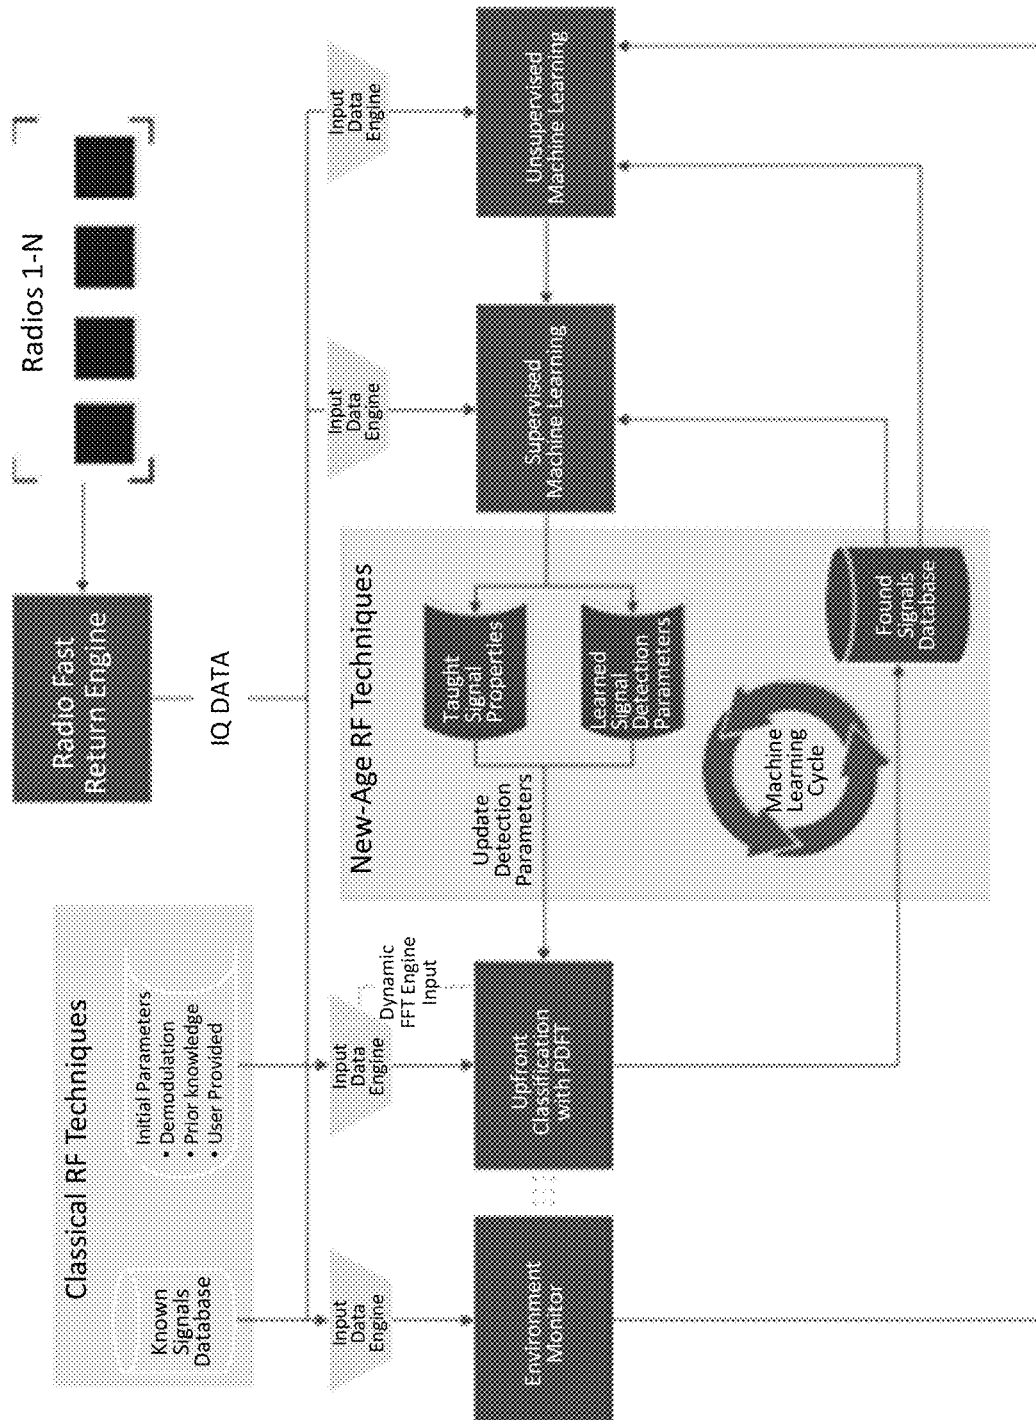 Classical RF Techniques
Known
Signals
Database
Initial Parameters
• Demodulation
• Prior knowledge
• User Provided
Radio Fast
Return Engine
Radios 1-N
IQ DATA
Input
Data
Engine
Input
Data
Engine
Dynamic
FFT Engine
Input
Input
Data
Engine
Input
Data
Engine
New-Age RF Techniques
Environment
Monitor
Upfront
Classification
with PDFT
Update
Detection
Parameters
Taught
Signal
Properties
Learned
Signal
Detection
Parameters
Supervised
Machine Learning
Unsupervised
Machine Learning
Machine
Learning
Cycle
Found
Signals
Database